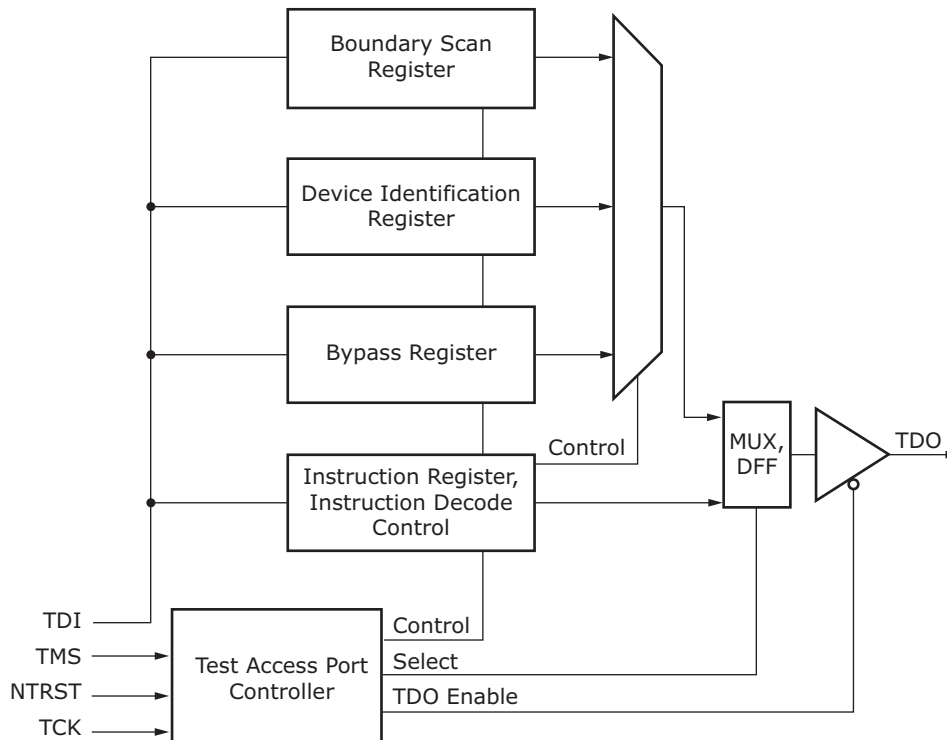 Boundary Scan
Register
Device Identification
Register
Bypass Register
Control
Instruction Register,
Instruction Decode
Control
MUX,
DFF
TDO
TDI
TMS
NTRST
TCK
Test Access Port
Controller
Control
Select
TDO Enable